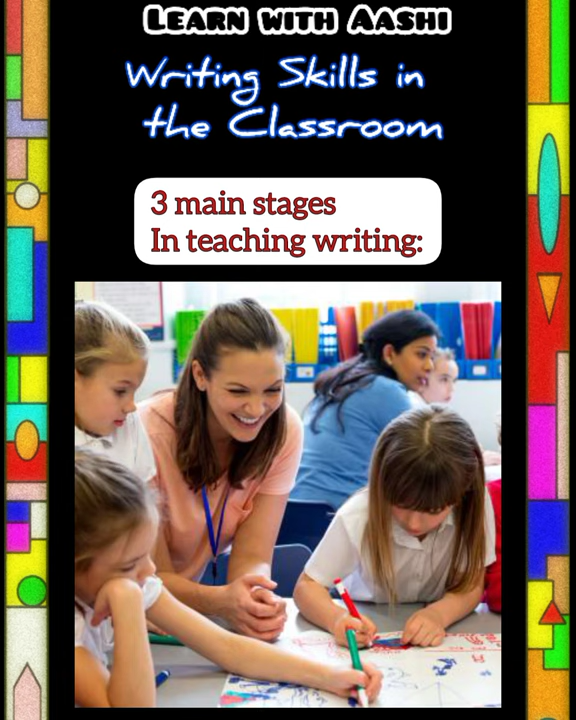 LEARN WITH AASHI
Writing Skills in
the Classroom
3 main stages
In teaching writing: